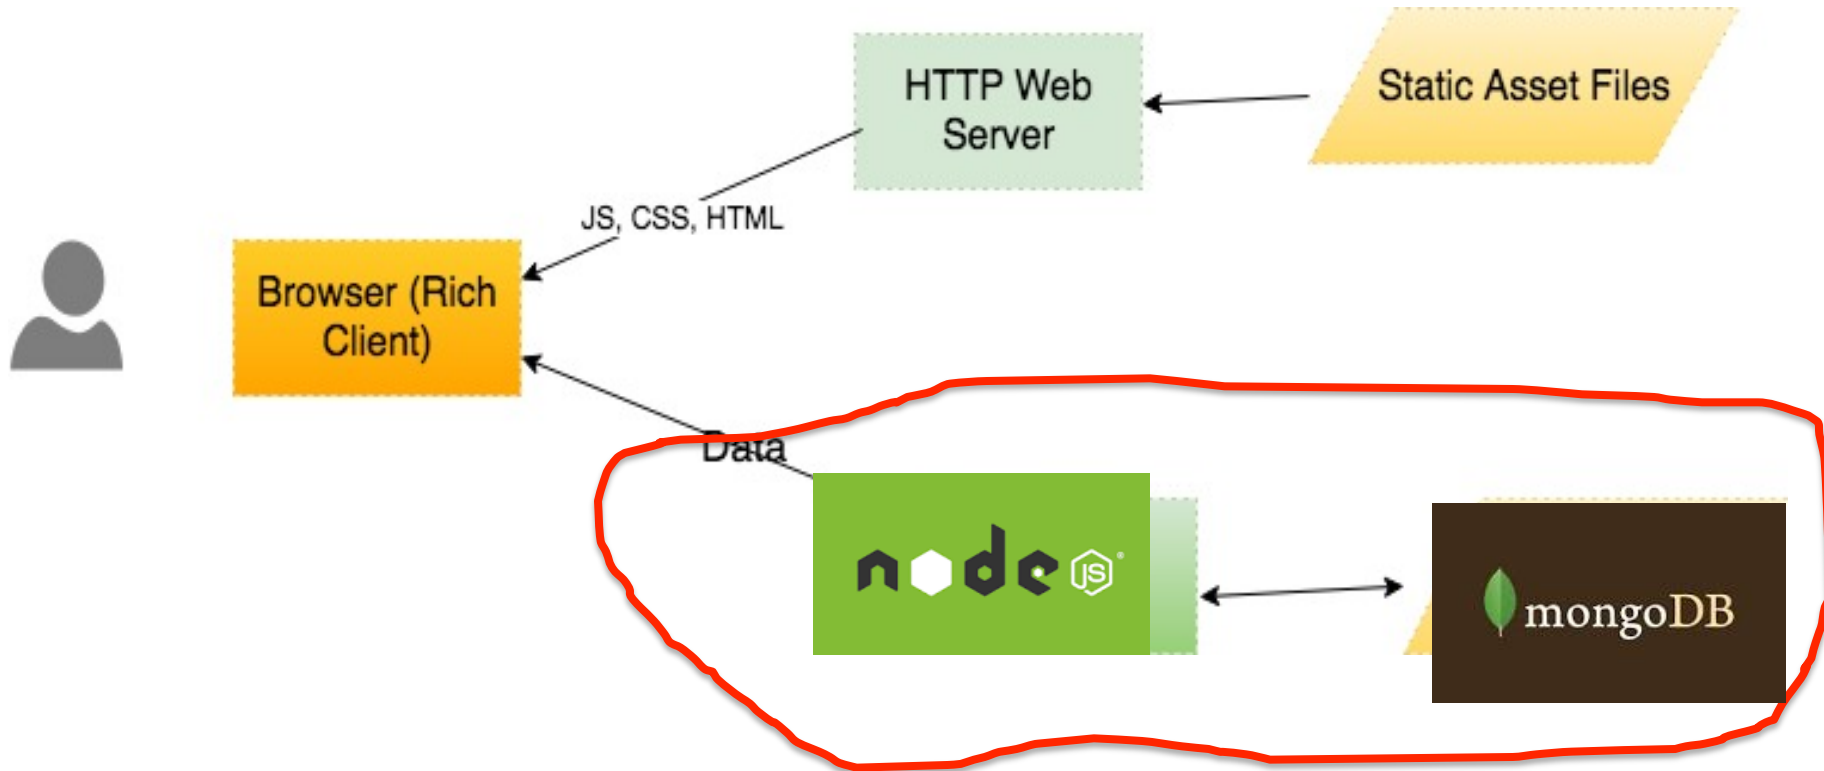 HTTP Web
Server
Static Asset Files
JS, CSS, HTML
Browser (Rich
Client)
Data
node JS®
mongoDB